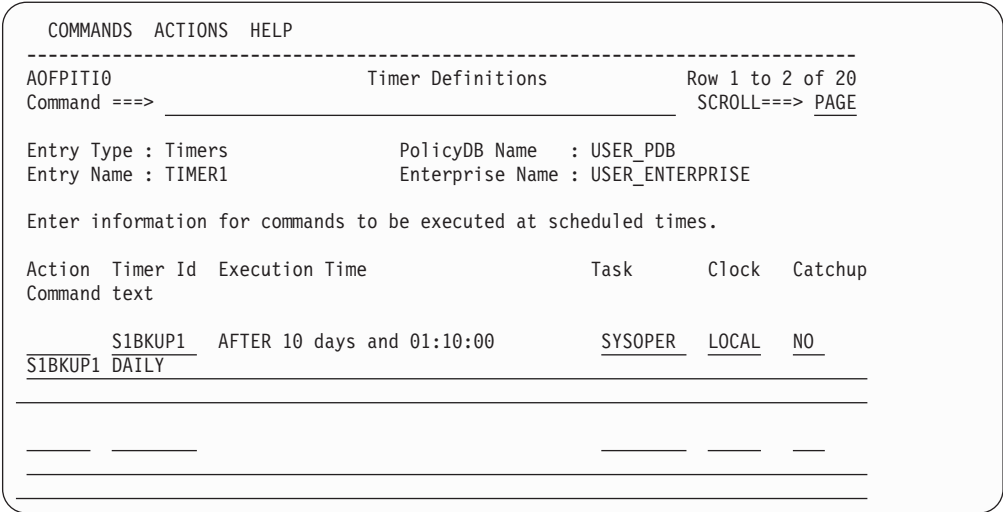 COMMANDS ACTIONS HELP
-------------------------------------------------------------------------------
AOFPITI0 Timer Definitions Row 1 to 2 of 20
Command ===> SCROLL===> PAGE
Entry Type : Timers PolicyDB Name : USER_PDB
Entry Name : TIMER1 Enterprise Name : USER_ENTERPRISE
Enter information for commands to be executed at scheduled times.
Action Timer Id Execution Time Task Clock Catchup
Command text
S1BKUP1 AFTER 10 days and 01:10:00 SYSOPER LOCAL NO
S1BKUP1 DAILY